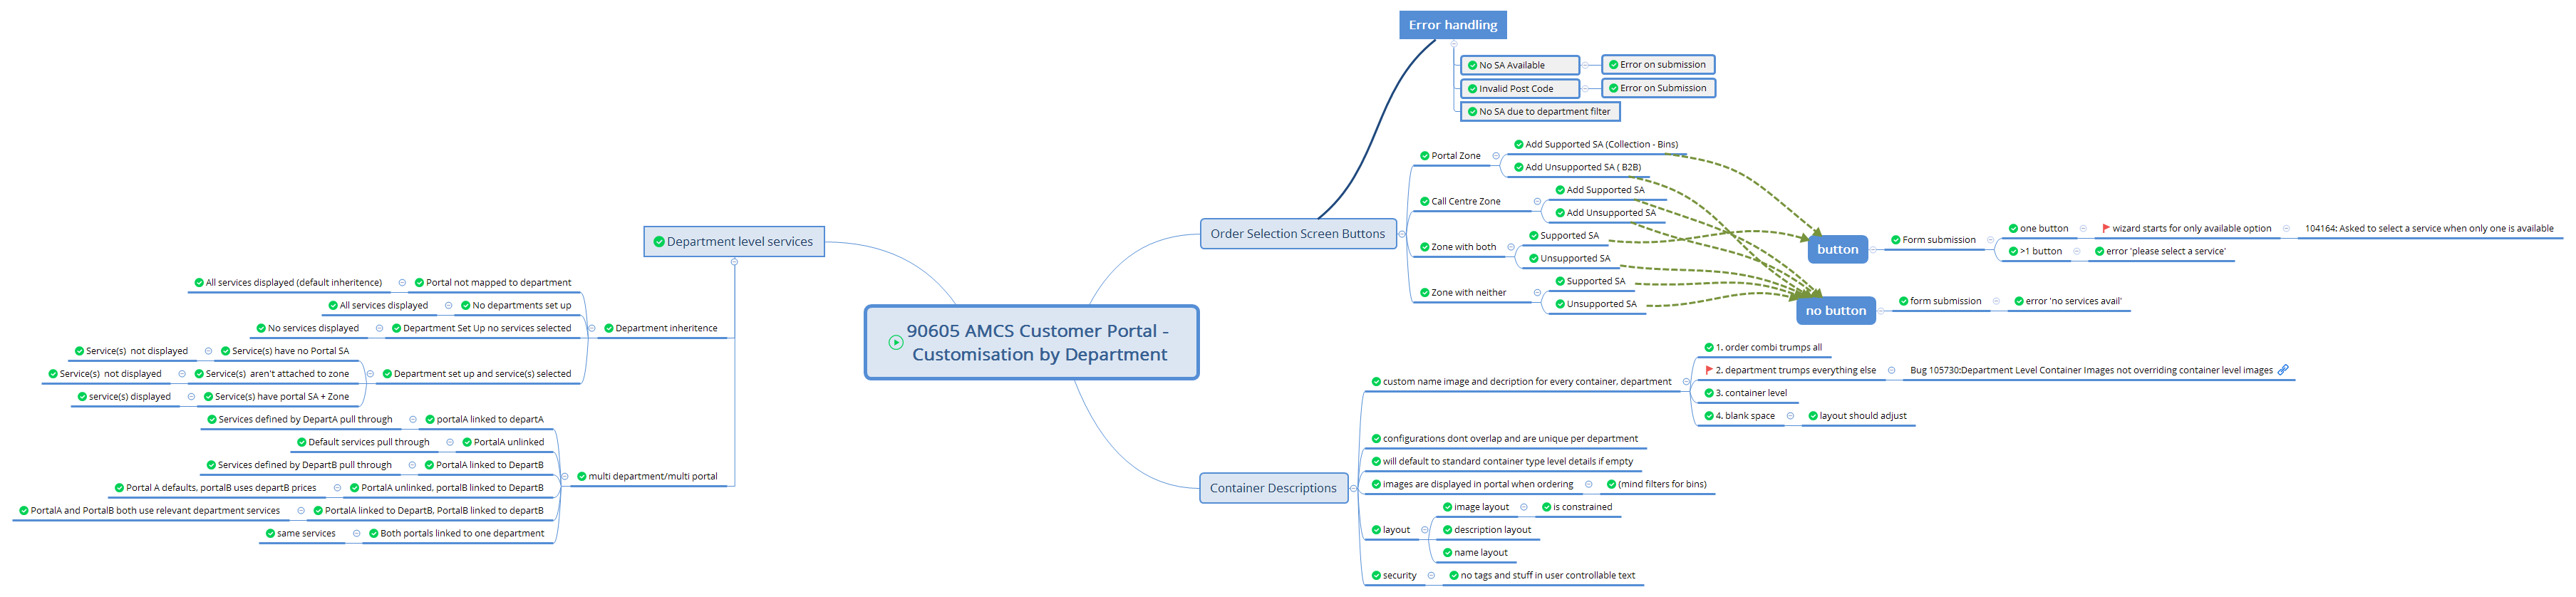 90605 AMCS Customer Portal -
Customisation by Department
Error handling
No SA Available
Error on submission
Invalid Post Code
Error on Submission
No SA due to department filter
Order Selection Screen Buttons
Portal Zone
Add Supported SA (Collection - Bins)
Add Unsupported SA ( B2B)
Call Centre Zone
Add Supported SA
Add Unsupported SA
Zone with both
Supported SA
Unsupported SA
Zone with neither
Supported SA
Unsupported SA
button
Form submission
one button
wizard starts for only available option
104164: Asked to select a service when only one is available
>1 button
error 'please select a service'
no button
form submission
error 'no services avail'
Container Descriptions
custom name image and decription for every container, department
1. order combi trumps all
2. department trumps everything else
Bug 105730:Department Level Container Images not overriding container level images
3. container level
4. blank space
layout should adjust
configurations dont overlap and are unique per department
will default to standard container type level details if empty
images are displayed in portal when ordering
(mind filters for bins)
layout
image layout
is constrained
description layout
name layout
security
no tags and stuff in user controllable text
Department level services
Department inheritence
Portal not mapped to department
All services displayed (default inheritence)
No departments set up
All services displayed
Department Set Up no services selected
No services displayed
Department set up and service(s) selected
Service(s) have no Portal SA
Service(s)  not displayed
Service(s)  aren't attached to zone
Service(s)  not displayed
Service(s) have portal SA + Zone
service(s) displayed
multi department/multi portal
portalA linked to departA
Services defined by DepartA pull through
PortalA unlinked
Default services pull through
PortalA linked to DepartB
Services defined by DepartB pull through
PortalA unlinked, portalB linked to DepartB
Portal A defaults, portalB uses departB prices
PortalA linked to DepartB, PortalB linked to departB
PortalA and PortalB both use relevant department services
Both portals linked to one department
same services